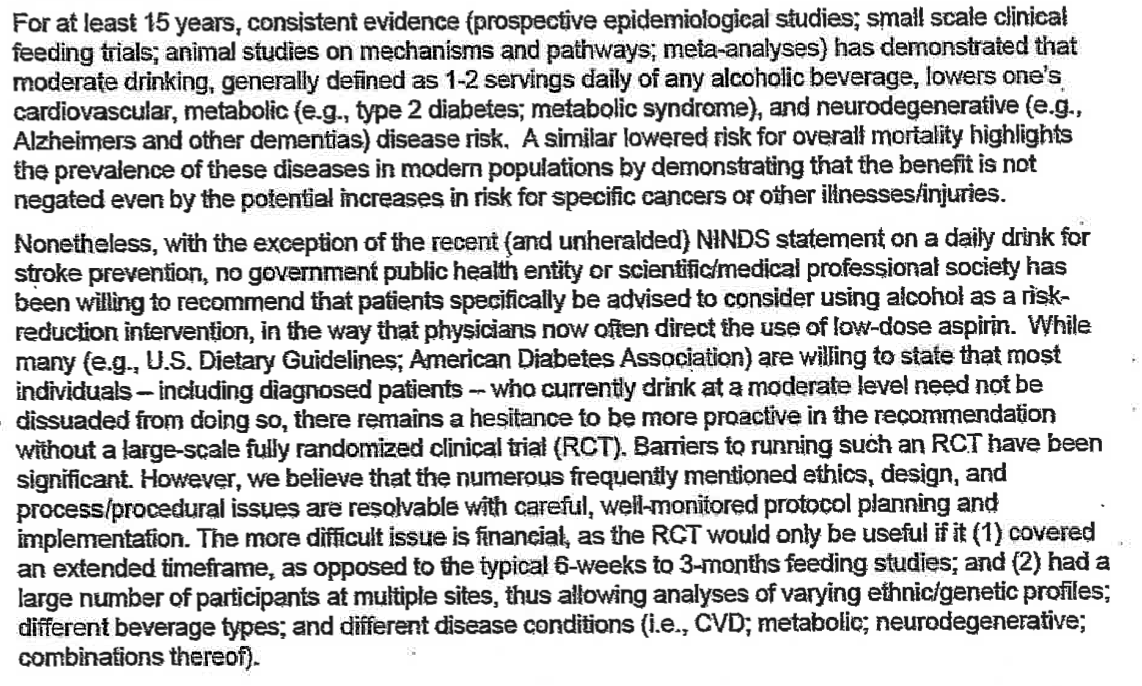 For at least 15 years, consistent evidence (prospective epidemiological studies; small scale clinical
feeding trials; animal studies on mechanisms and pathways; meta-analyses) has demonstrated that
moderate drinking, generally defined as 1-2 servings daily of any alcoholic beverage, lowers one's
cardiovascular, metabolic (e.g., type 2 diabetes; metabolic syndrome), and neurodegenerative (e.g.,
Alzheimers and other dementias) disease risk.  A similar lowered risk for overall mortality highlights
the prevalence of these diseases in modern populations by demonstrating that the benefit is not
negated even by the potential increases in risk for specific cancers or other illnesses/injuries.
Nonetheless, with the exception of the recent (and unheralded) NINDS statement on a daily drink for
stroke prevention, no government public health entity or scientific/medical professional society has
been willing to recommend that patients specifically be advised to consider using alcohol as a risk-
reduction intervention, in the way that physicians now often direct the use of low-dose aspirin.  While
many (e.g., U.S. Dietary Guidelines; American Diabetes Association) are willing to state that most
individuals – including diagnosed patients – who currently drink at a moderate level need not be
dissuaded from doing so, there remains a hesitance to be more proactive in the recommendation
without a large-scale fully randomized clinical trial (RCT). Barriers to running such an RCT have been
significant. However, we believe that the numerous frequently mentioned ethics, design, and
process/procedural issues are resolvable with careful, well-monitored protocol planning and
implementation. The more difficult issue is financial, as the RCT would only be useful if it (1) covered
an extended timeframe, as opposed to the typical 6-weeks to 3-months feeding studies; and (2) had a
large number of participants at multiple sites, thus allowing analyses of varying ethnic/genetic profiles;
different beverage types; and different disease conditions (i.e., CVD; metabolic; neurodegenerative;
combinations thereof).